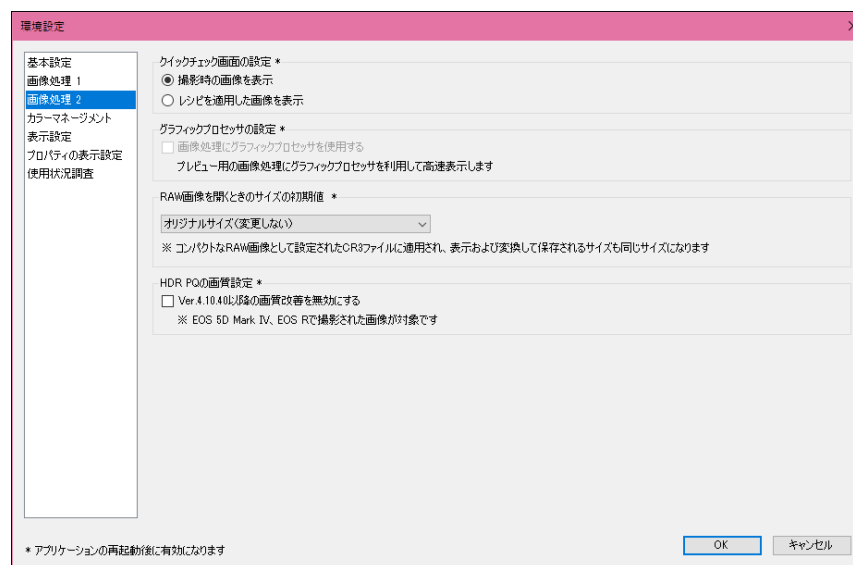 環境設定
基本設定
画像処理 1
画像処理 2
カラーマネージメント
表示設定
プロパティの表示設定
使用状況調査
クイックチェック画面の設定 *
撮影時の画像を表示
レシピを適用した画像を表示
グラフィックプロセッサの設定 *
画像処理にグラフィックプロセッサを使用する
プレビュー用の画像処理にグラフィックプロセッサを利用して高速表示します
RAW画像を開くときのサイズの初期値 *
オリジナルサイズ(変更しない)
※ コンパクトなRAW画像として設定されたCR3ファイルに適用され、表示および変換して保存されるサイズも同じサイズになります
HDR PQの画質設定 *
Ver.4.10.40以降の画質改善を無効にする
※ EOS 5D Mark IV、EOS Rで撮影された画像が対象です
* アプリケーションの再起動後に有効になります
OK
キャンセル